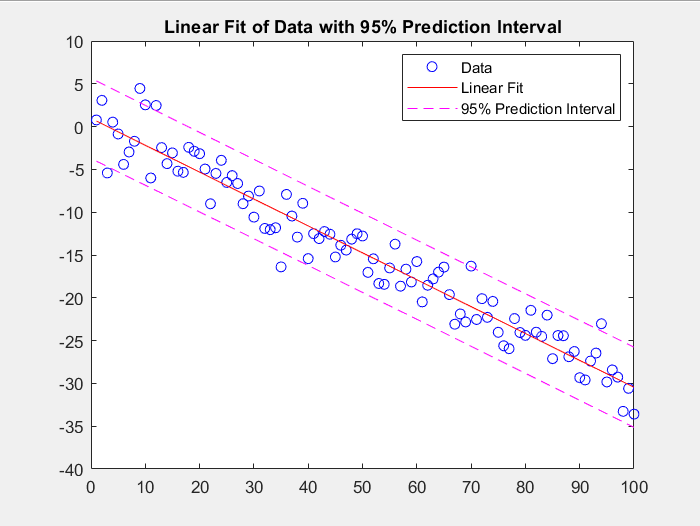 Linear Fit of Data with 95% Prediction Interval
10
5
0
-5
-10
-15
-20
-25
-30
-35
-40
0 10 20 30 40 50 60 70 80 90 100
Data
Linear Fit
95% Prediction Interval